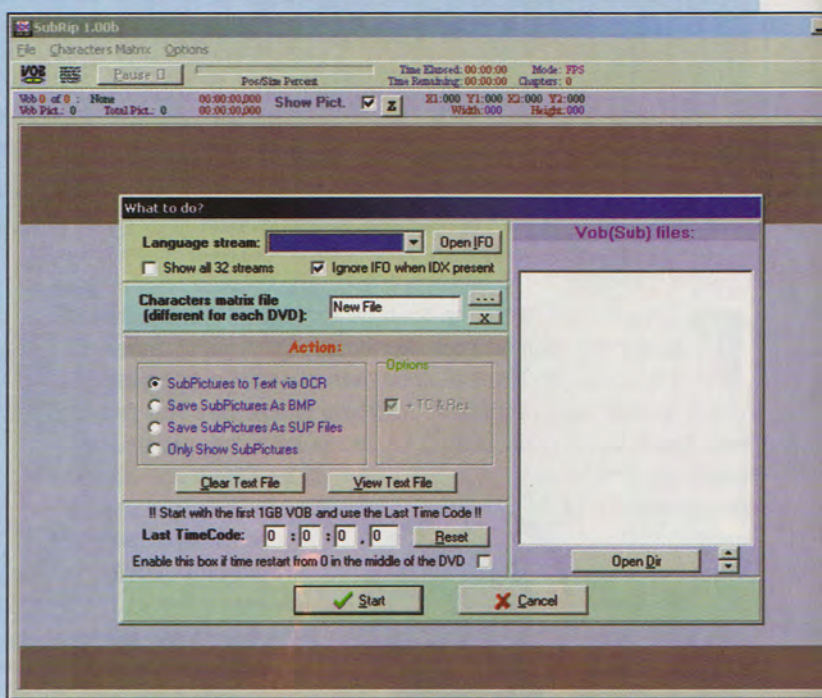 SubRip 1.00b
File Characters Matrix Options
VOB Pause Pos/Size Percent Time Elapsed: 00:00:00 Mode: FPS
Time Remaining: 00:00:00 Chapters: 0
Vob 0 of 0 : None 00:00:00,000 Show Pict. Z X1:000 Y1:000 X2:000 Y2:000
Vob Pict.: 0 Total Pict.: 0 00:00:00,000 Width:000 Height:000
What to do?
Language stream: Open IFO
Show all 32 streams Ignore IFO when IDX present
Characters matrix file
(different for each DVD): New File ... X
Action:
SubPictures to Text via OCR
Save SubPictures As BMP
Save SubPictures As SUP Files
Only Show SubPictures
Options
+ TC & Res
Clear Text File View Text File
!! Start with the first 1GB VOB and use the Last Time Code !!
Last TimeCode: 0 : 0 : 0 , 0 Reset
Enable this box if time restart from 0 in the middle of the DVD
Vob(Sub) files:
Open Dir
Start Cancel